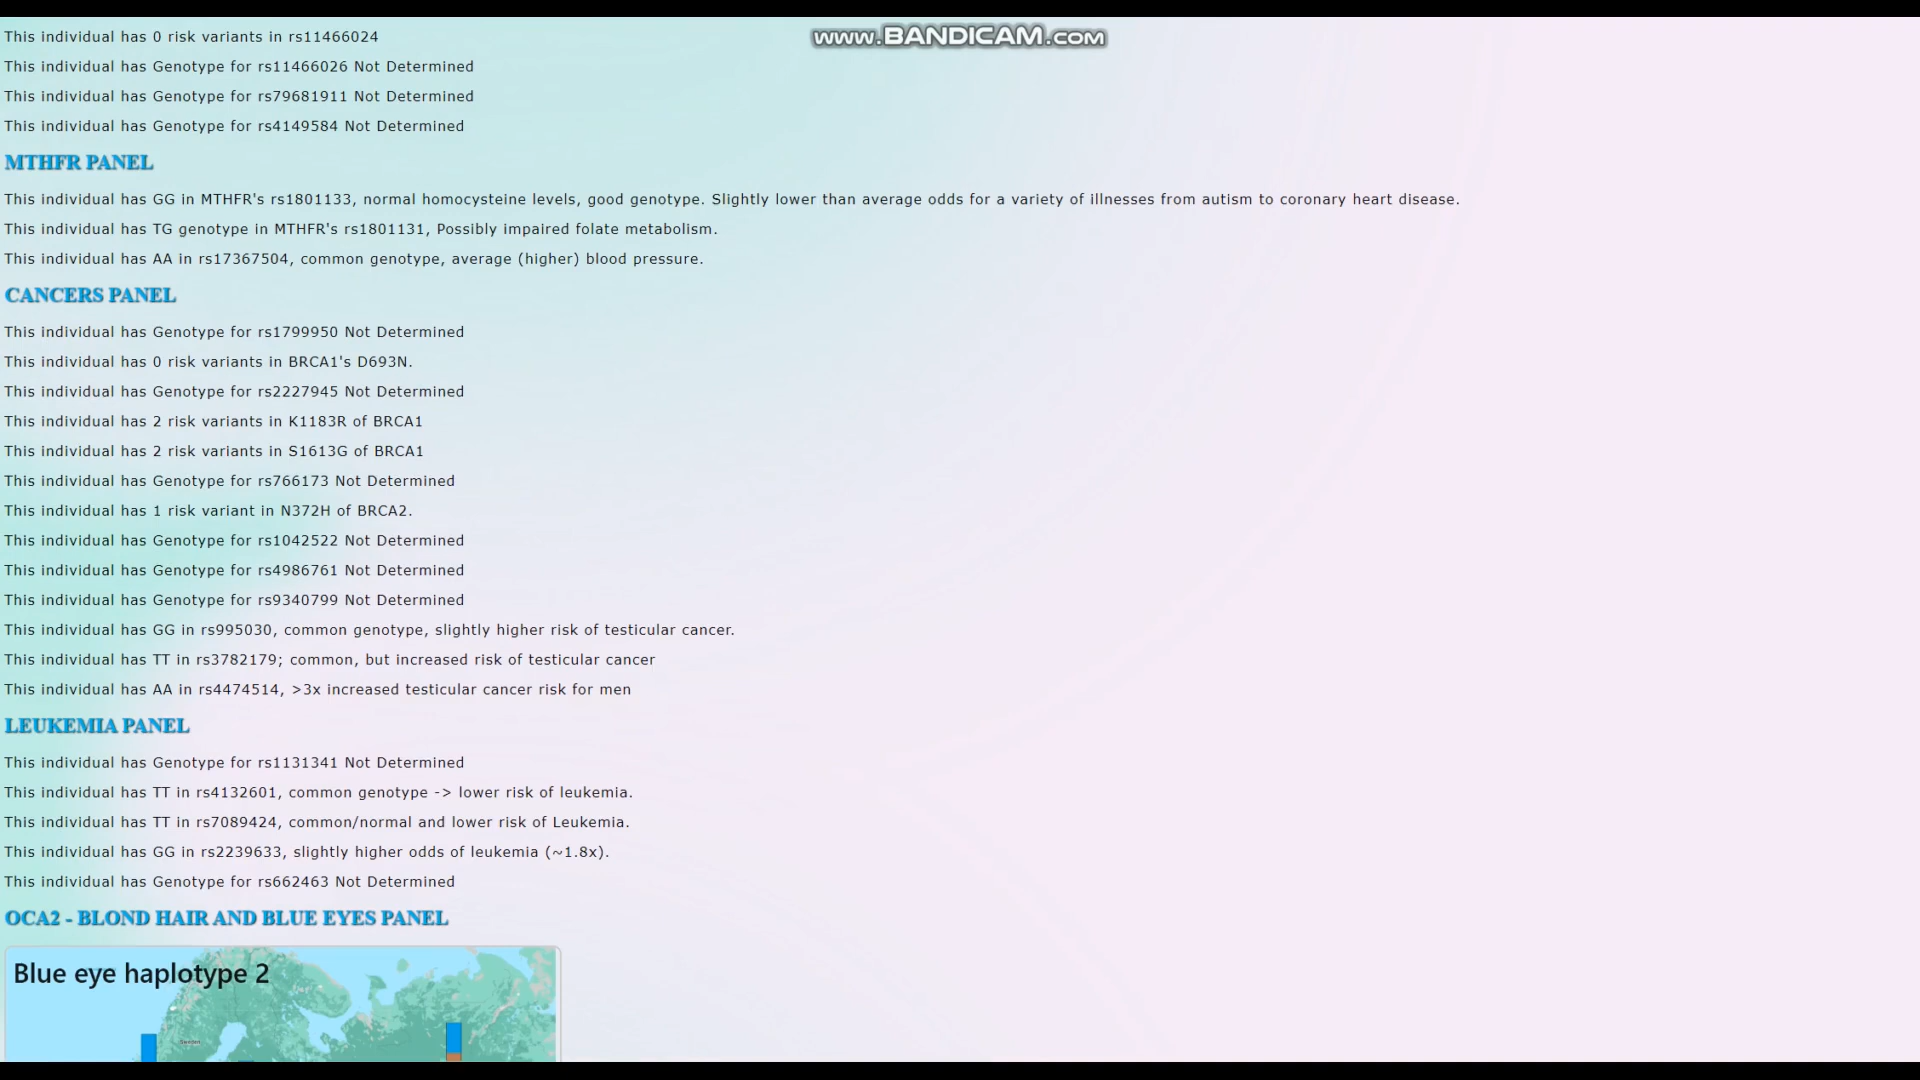 www.BANDICAM.com
This individual has 0 risk variants in rs11466024
This individual has Genotype for rs11466026 Not Determined
This individual has Genotype for rs79681911 Not Determined
This individual has Genotype for rs4149584 Not Determined
MTHFR PANEL
This individual has GG in MTHFR's rs1801133, normal homocysteine levels, good genotype. Slightly lower than average odds for a variety of illnesses from autism to coronary heart disease.
This individual has TG genotype in MTHFR's rs1801131, Possibly impaired folate metabolism.
This individual has AA in rs17367504, common genotype, average (higher) blood pressure.
CANCERS PANEL
This individual has Genotype for rs1799950 Not Determined
This individual has 0 risk variants in BRCA1's D693N.
This individual has Genotype for rs2227945 Not Determined
This individual has 2 risk variants in K1183R of BRCA1
This individual has 2 risk variants in S1613G of BRCA1
This individual has Genotype for rs766173 Not Determined
This individual has 1 risk variant in N372H of BRCA2.
This individual has Genotype for rs1042522 Not Determined
This individual has Genotype for rs4986761 Not Determined
This individual has Genotype for rs9340799 Not Determined
This individual has GG in rs995030, common genotype, slightly higher risk of testicular cancer.
This individual has TT in rs3782179; common, but increased risk of testicular cancer
This individual has AA in rs4474514, >3x increased testicular cancer risk for men
LEUKEMIA PANEL
This individual has Genotype for rs1131341 Not Determined
This individual has TT in rs4132601, common genotype -> lower risk of leukemia.
This individual has TT in rs7089424, common/normal and lower risk of Leukemia.
This individual has GG in rs2239633, slightly higher odds of leukemia (~1.8x).
This individual has Genotype for rs662463 Not Determined
OCA2 - BLOND HAIR AND BLUE EYES PANEL
Blue eye haplotype 2
Sweden